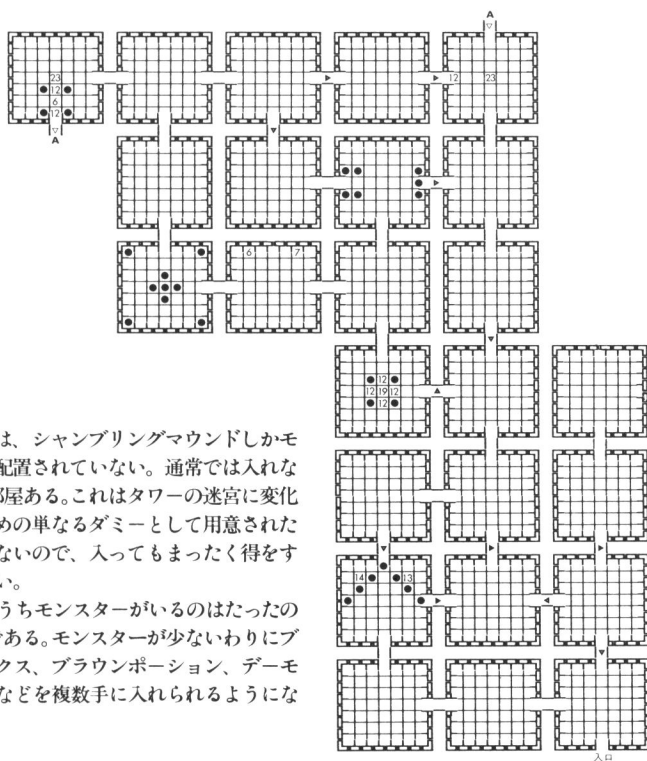 A
23
12
6
12
A
12 23
6 7
12
12 19 12
12
は、シャンブリングマウンドしかモ
配置されていない。通常では入れな
部屋ある。これはタワーの迷宮に変化
めの単なるダミーとして用意された
ないので、入ってもまったく得をす
い。
うちモンスターがいるのはたったの
である。モンスターが少ないわりにブ
クス、ブラウンポーション、デーモ
などを複数手に入れられるようにな
14 13
入口